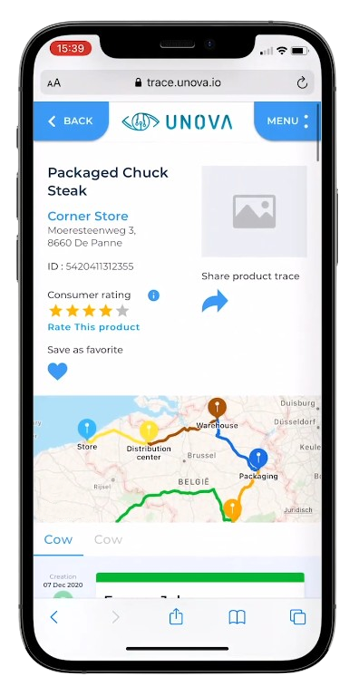 15:39
AA
trace.unova.io
BACK
UNOVA
MENU
Packaged Chuck
Steak
Corner Store
Moeresteenweg 3,
8660 De Panne
ID : 5420411312355
Consumer rating
Rate This product
Save as favorite
Share product trace
Duisburg
Düsseldorf
Warehouse
Store
Distribution
center
Brussel
Keule
Packaging
Rijsel
BELGIË
Juridisch
Cow
Cow
Creation
07 Dec 2020